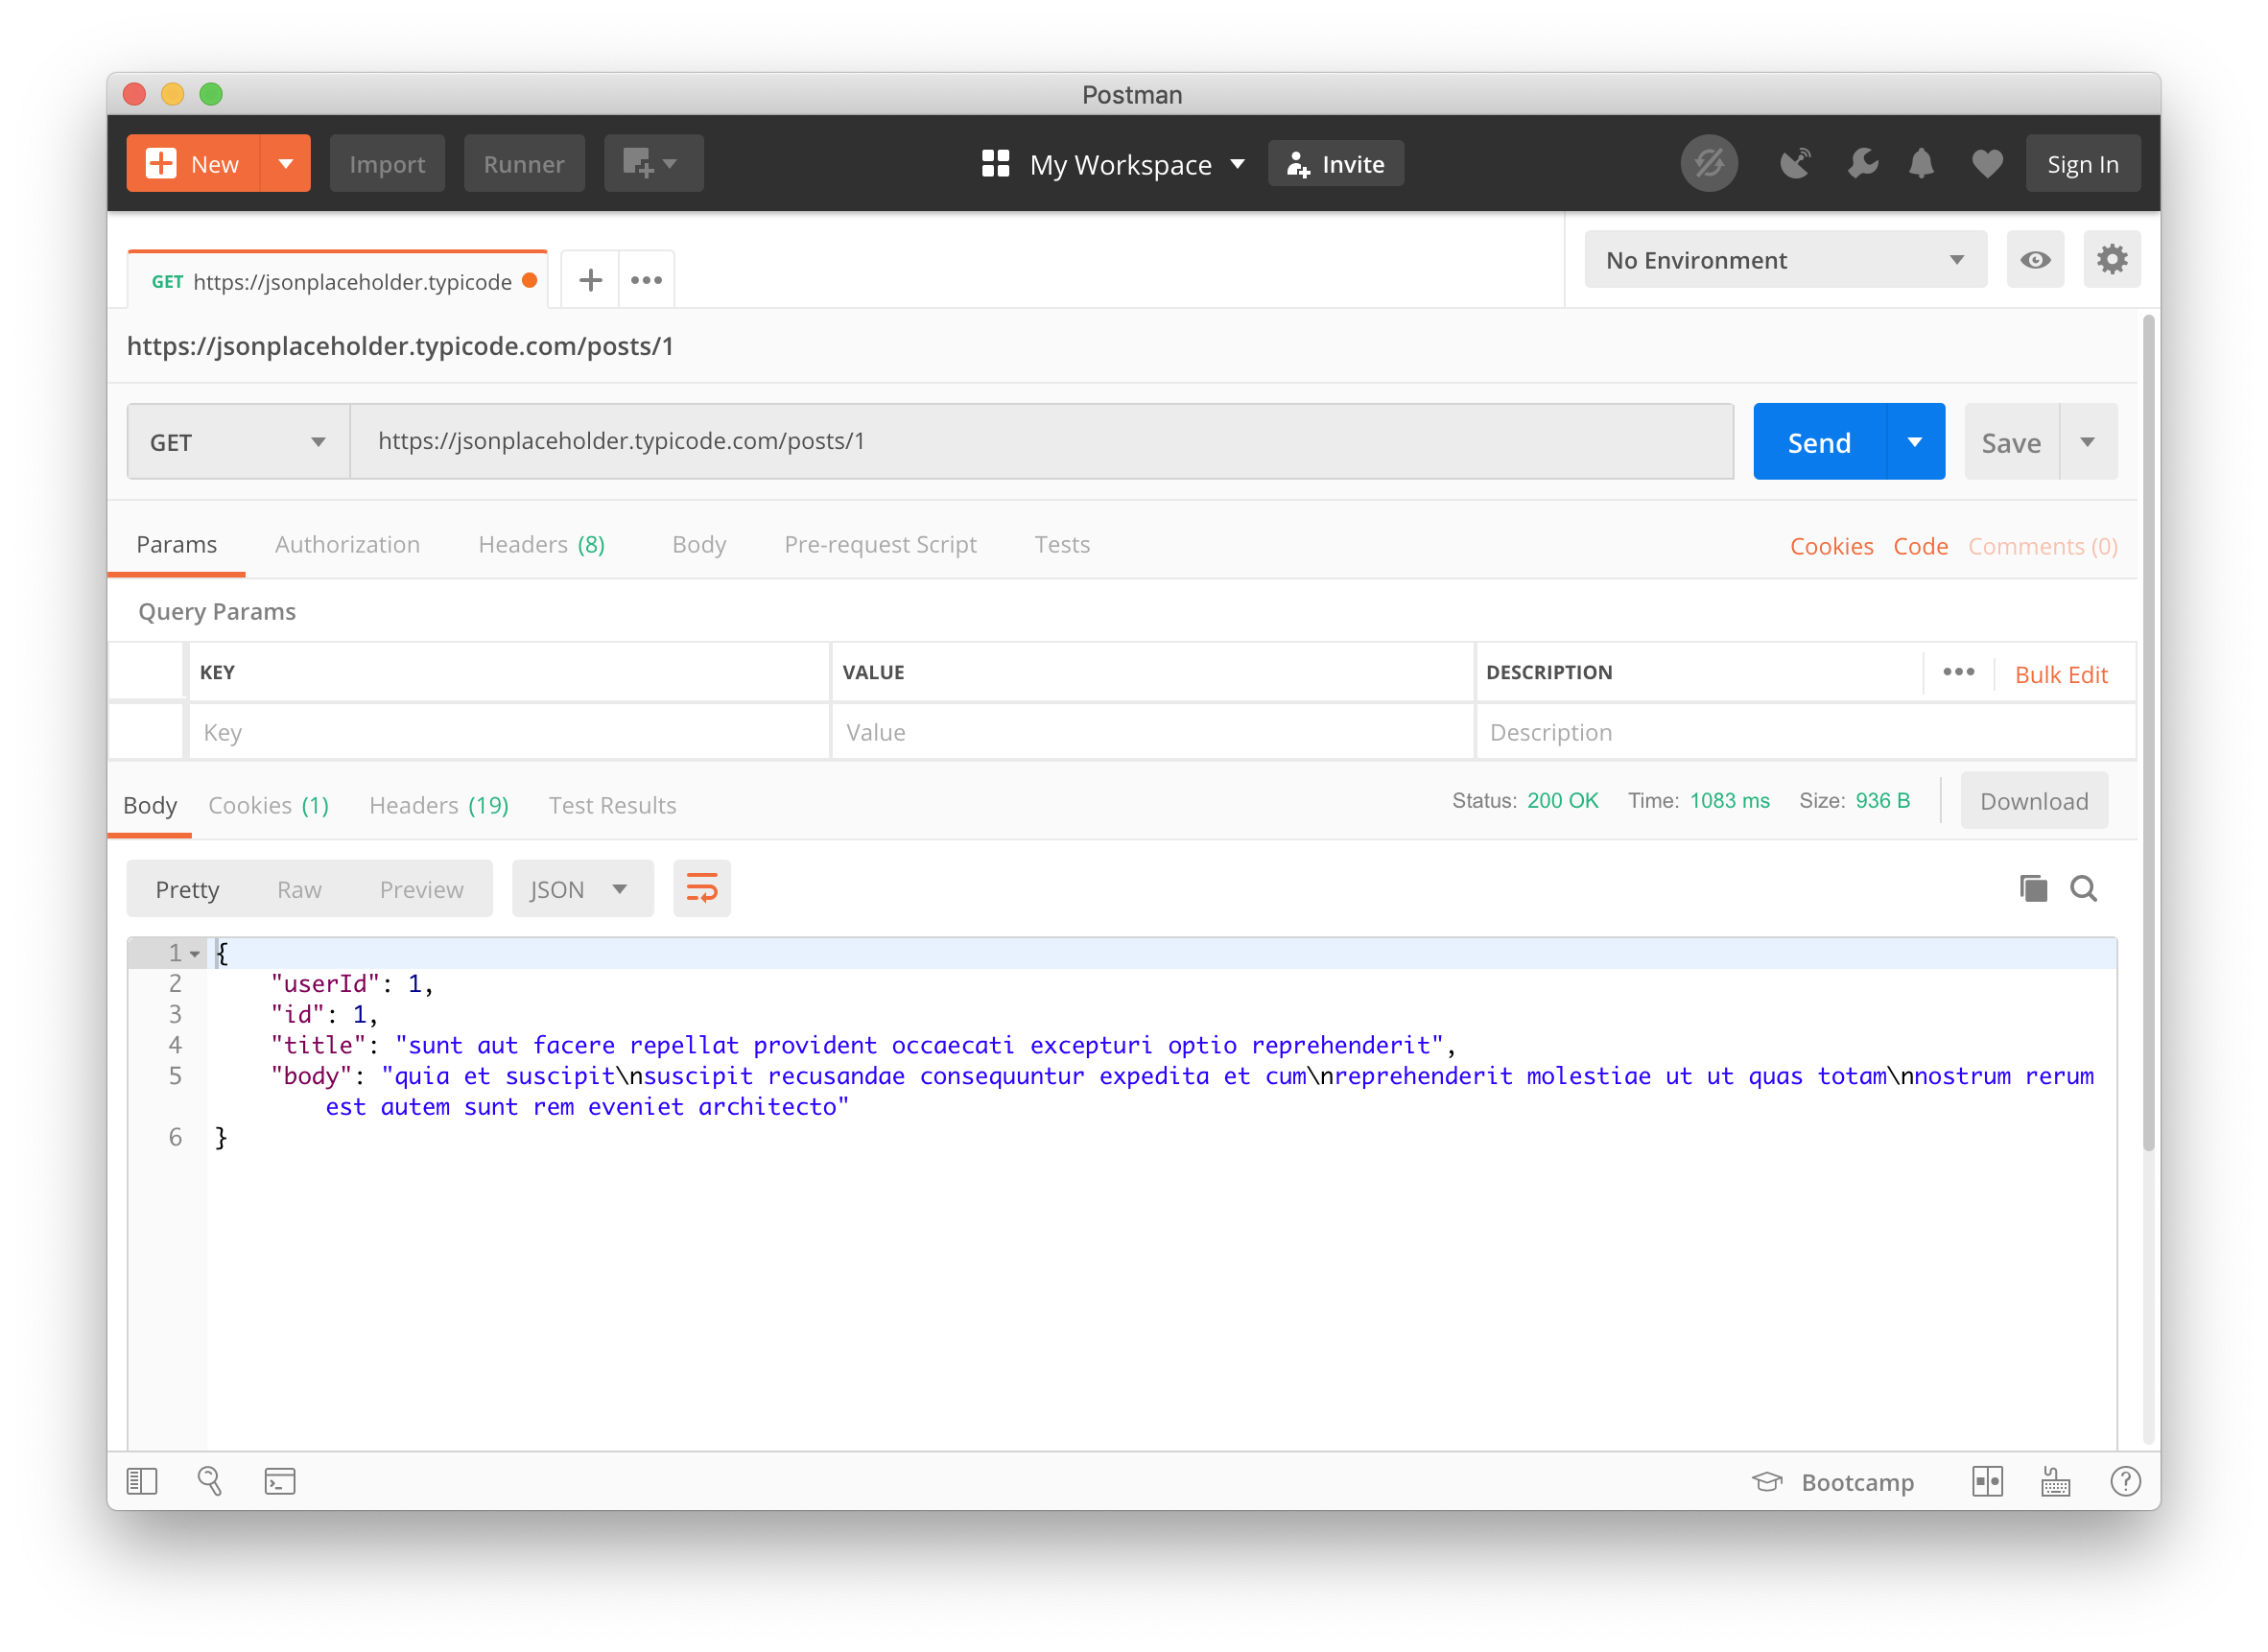 Postman
New Import Runner My Workspace Invite Sign In
GET https://jsonplaceholder.typicode + ••• No Environment
https://jsonplaceholder.typicode.com/posts/1
GET https://jsonplaceholder.typicode.com/posts/1 Send Save
Params Authorization Headers (8) Body Pre-request Script Tests Cookies Code Comments (0)
Query Params
KEY VALUE DESCRIPTION ••• Bulk Edit
Key Value Description
Body Cookies (1) Headers (19) Test Results Status: 200 OK Time: 1083 ms Size: 936 B Download
Pretty Raw Preview JSON
1 {
2 "userId": 1,
3 "id": 1,
4 "title": "sunt aut facere repellat provident occaecati excepturi optio reprehenderit",
5 "body": "quia et suscipit\nsuscipit recusandae consequuntur expedita et cum\nreprehenderit molestiae ut ut quas totam\nnostrum rerum
est autem sunt rem eveniet architecto"
6 }
Bootcamp ?